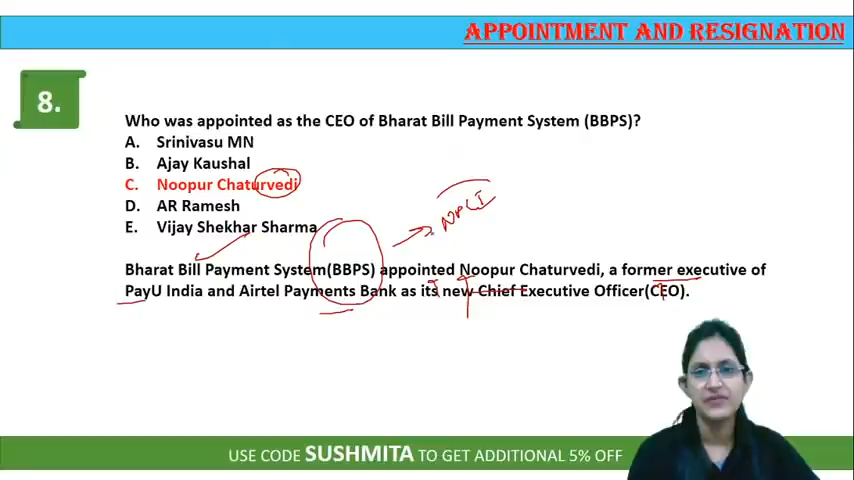 APPOINTMENT AND RESIGNATION
8.
Who was appointed as the CEO of Bharat Bill Payment System (BBPS)?
A. Srinivasu MN
B. Ajay Kaushal
C. Noopur Chaturvedi
D. AR Ramesh
E. Vijay Shekhar Sharma
NPCI
Bharat Bill Payment System(BBPS) appointed Noopur Chaturvedi, a former executive of
PayU India and Airtel Payments Bank as its new Chief Executive Officer(CEO).
USE CODE SUSHMITA TO GET ADDITIONAL 5% OFF